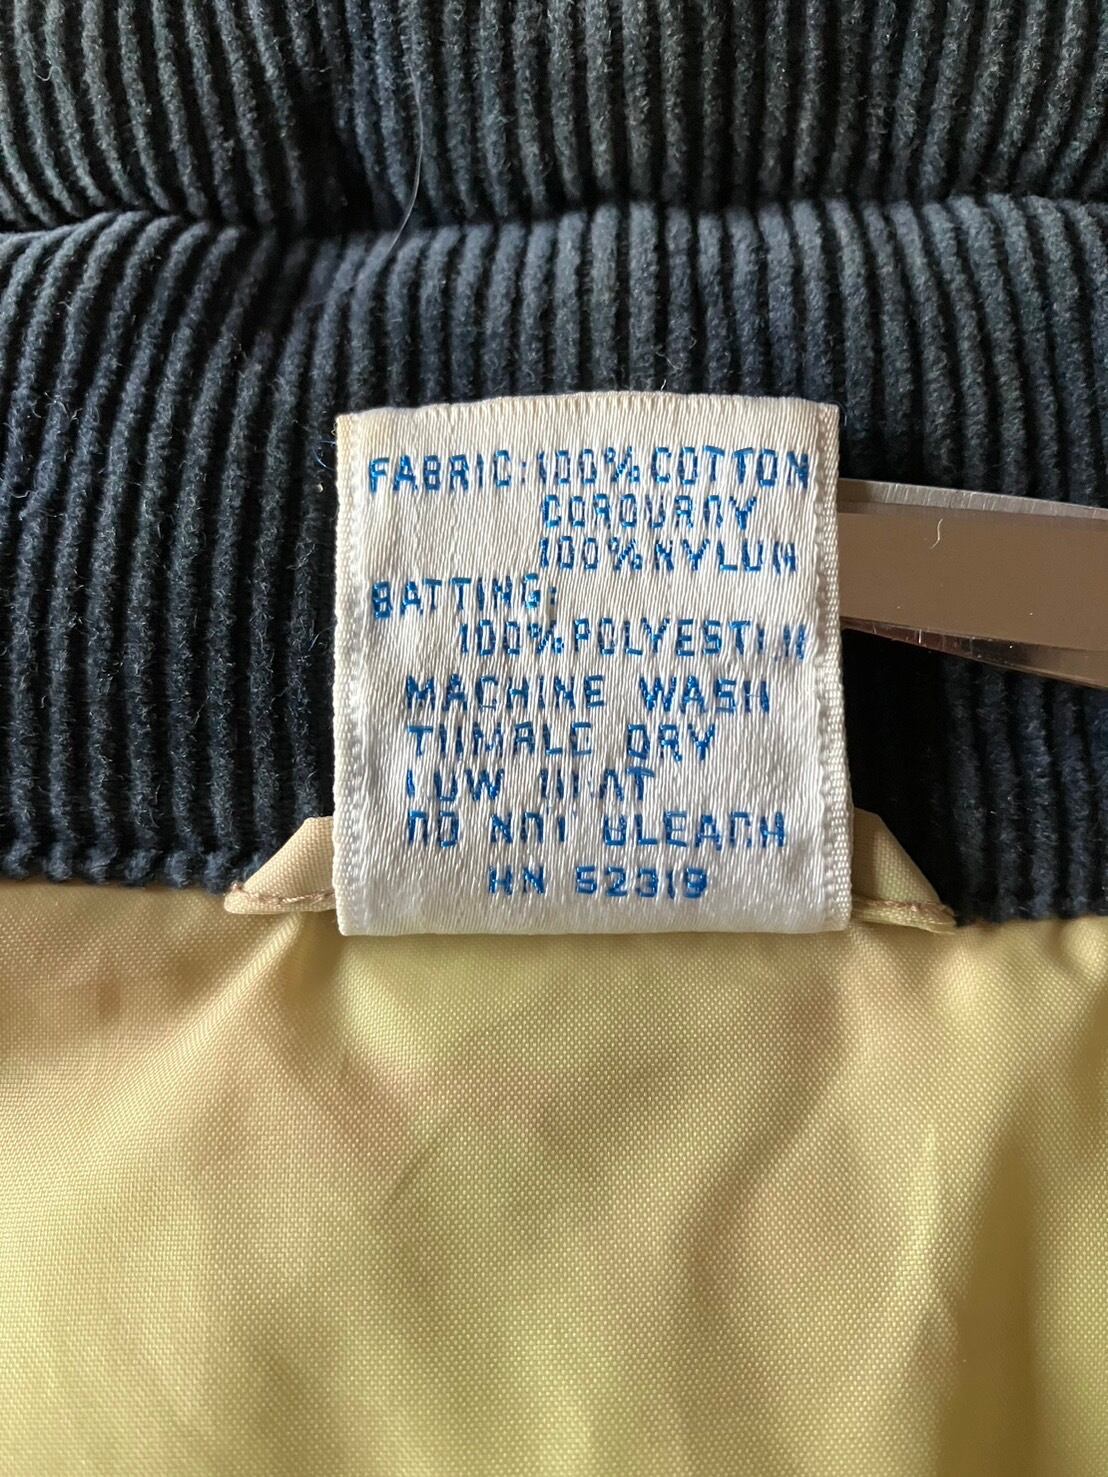 FABRIC: 100% COTTON
CORDUROY
100% NYLON
BATTING:
100% POLYESTER
MACHINE WASH
TUMBLE DRY
LOW HEAT
DO NOT BLEACH
RN 52319